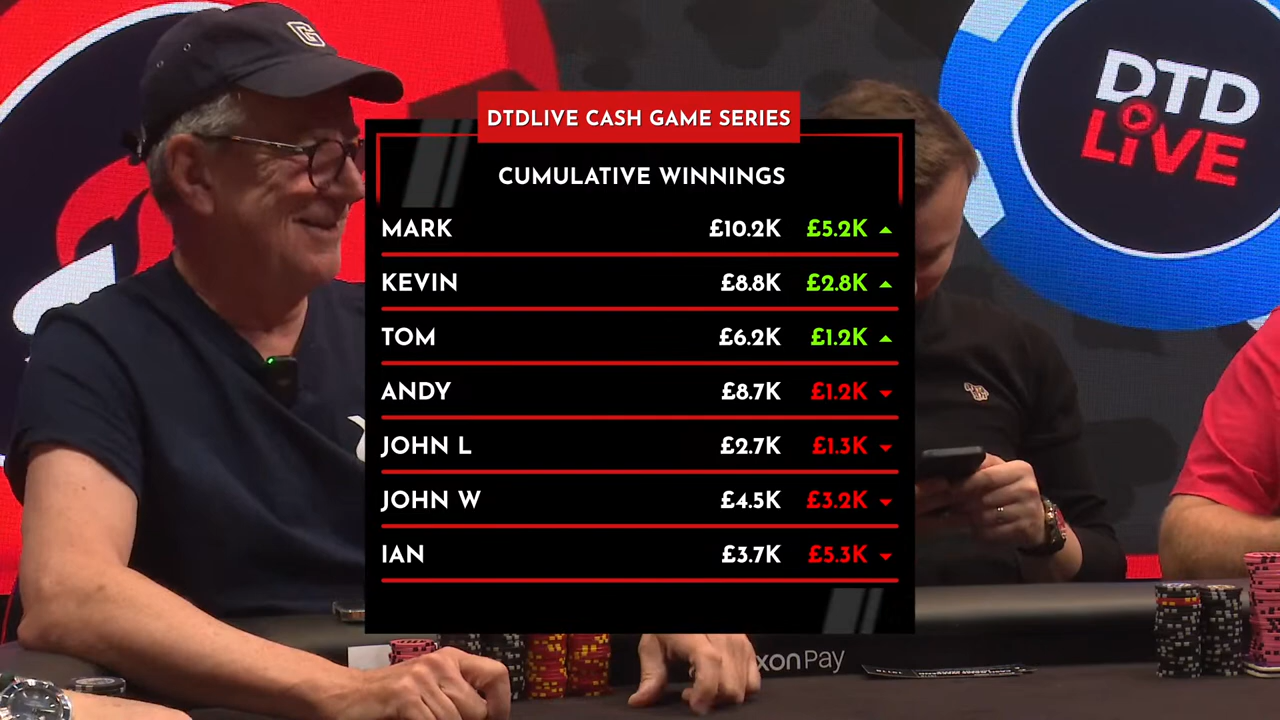 DTDLIVE CASH GAME SERIES
CUMULATIVE WINNINGS
MARK £10.2K £5.2K
KEVIN £8.8K £2.8K
TOM £6.2K £1.2K
ANDY £8.7K £1.2K
JOHN L £2.7K £1.3K
JOHN W £4.5K £3.2K
IAN £3.7K £5.3K
DTD
LIVE
xonPay